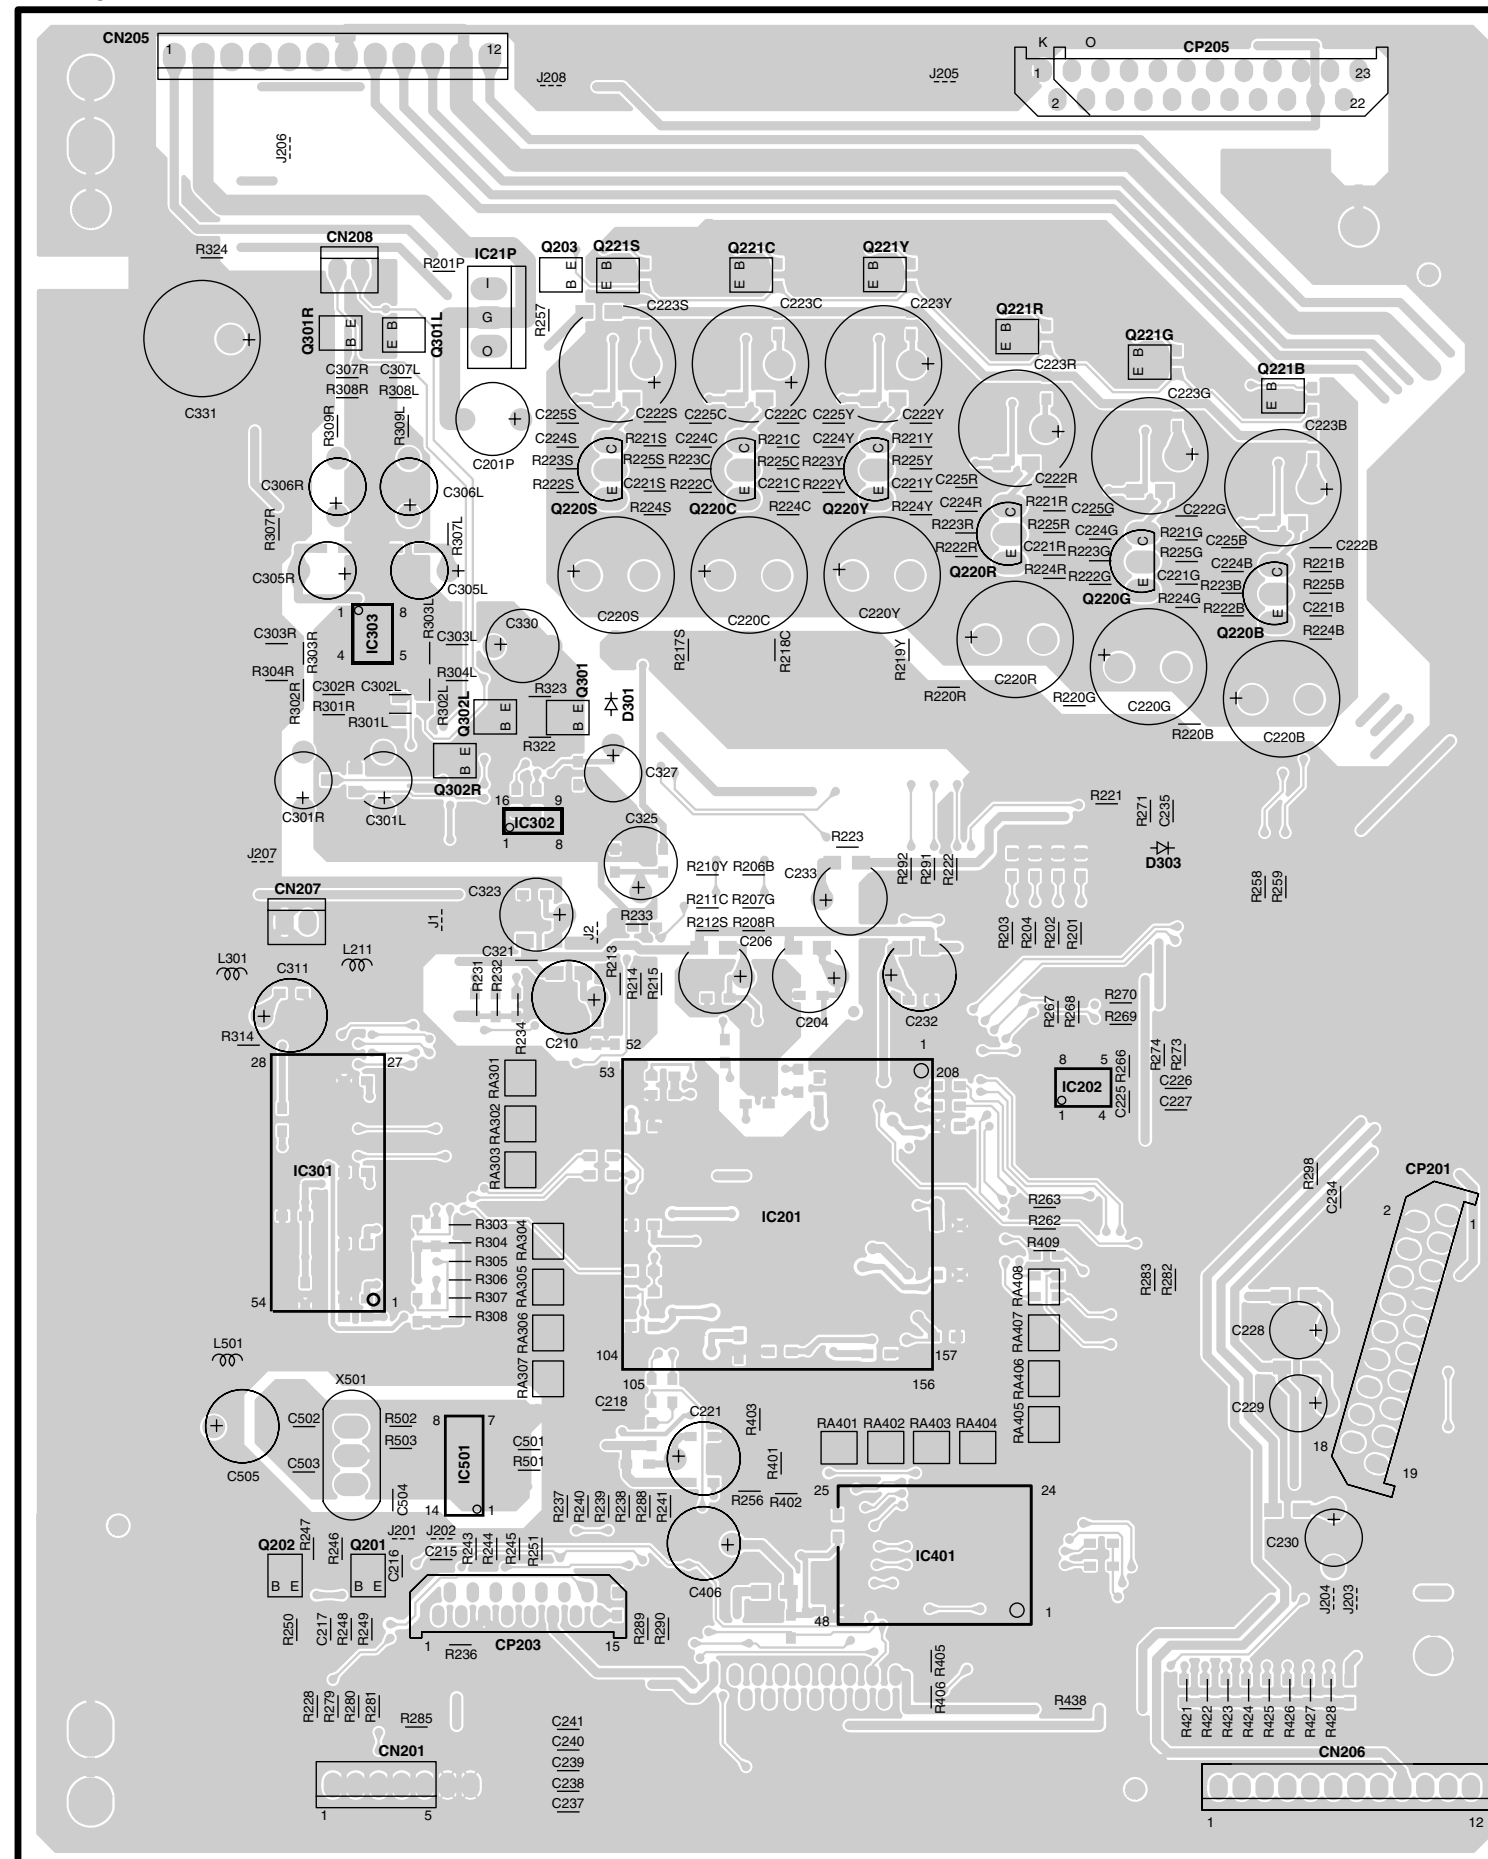 CN205 1 12 J208 J205 K O CP205
1 23
2 22
J206
CN208 IC21P Q203 Q221S Q221C Q221Y
R324 R201P I E B E B E B E B
C223S C223C C223Y
Q301R B E E B Q301L G R257 Q221R E B
Q221G E B
C307R C307L O C223R
R308R R308L Q221B E B
C331 R309R R309L C225S C222S C225C C222C C225Y C222Y C223G
C224S R221S C224C R221C C224Y R221Y C223B
C201P R223S C R225S R223C C R225C R223Y C R225Y
C306R C306L R222S E C221S R222C E C221C R222Y E C221Y C225R C222R
Q220S R224S Q220C R224C Q220Y R224Y C224R R221R C225G C222G
R307R R307L R223R C R225R C224G R221G C225B C222B
R222R E C221R R223G C R225G C224B R221B
C305R C305L Q220R R224R R222G E C221G R223B C R225B
Q220G R224G R222B E C221B
1 8 R303L C330 C220S C220C C220Y Q220B R224B
C303R IC303 C303L
R303R 4 5 R217S R218C R219Y
R304R R304L C220R
R302R C302R C302L R302L Q302L R323 Q301 D301 R220R R220G C220G
R301R R301L B E B E R220B C220B
R322
B E C327
Q302R R221 R271 C235
C301R C301L 16 9 C325
IC302 R223
1 8 D303
J207 R210Y R206B C233 R292 R291 R222 R258 R259
CN207 C323 R211C R207G
J1 J2 R233 R212S R208R R203 R204 R202 R201
L301 L211 C321 R213 C206
C311 R231 R232 R214 R215
R270
R267 R268 R269
R314 R234 C210 C204 C232
28 27 52 1
53 208 8 5 R266 R274 R273
RA301 IC202 C226
1 4 C225 C227
RA302
RA303
IC301 R298 CP201
C234
IC201 R263 2 1
R303 R262
R304 RA304 R409
R305
R306 RA305 RA408 R283 R282
54 1 R307
R308 RA306 RA407 C228
L501 104 157
105 156 RA307 RA406
X501 C218 C221 R403 RA405 C229
C502 R502 8 7 RA401 RA402 RA403 RA404 18
R503 IC501 C501
C505 C503 R501 R401 19
C504 14 1 R237 R240 R239 R238 R288 R241 R256 R402 25 24
R247 J201 J202
Q202 R246 Q201 C216 C215 R243 R244 R245 R251 IC401 C230
B E B E C406
J204 J203
R250 C217 R248 R249 48 1
1 CP203 15 R289 R290
R236 R405
R228 R279 R280 R281 R406 R438
R285 C241 R421 R422 R423 R424 R425 R426 R427 R428
CN201 C240 CN206
C239
C238
1 5 C237 1 12